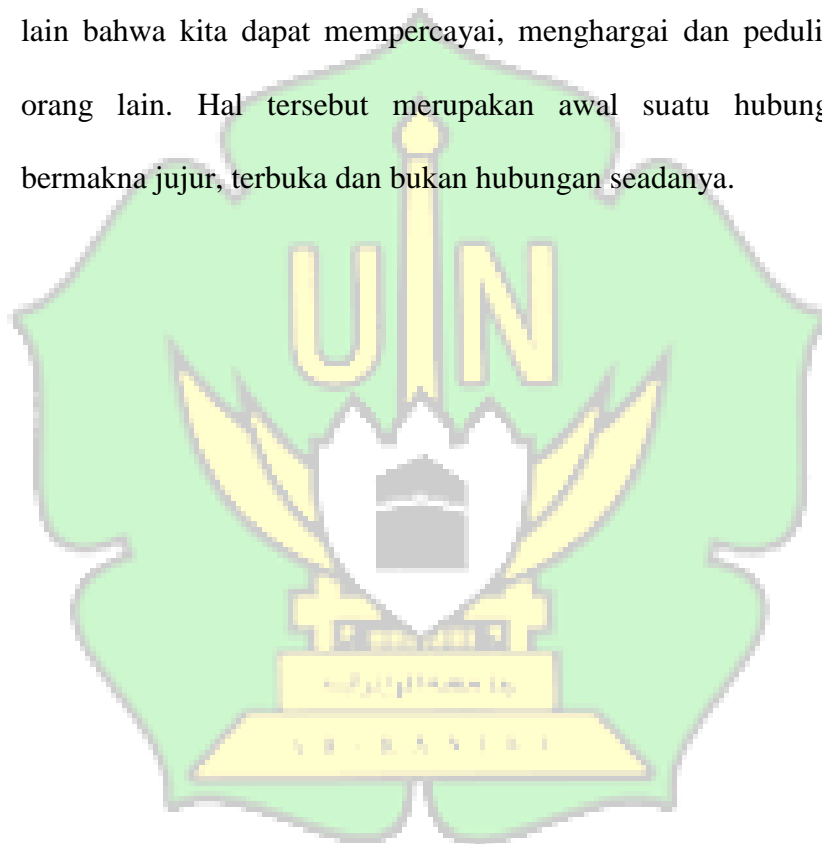 lain bahwa kita dapat mempercayai, menghargai dan peduli
orang lain. Hal tersebut merupakan awal suatu hubung
bermakna jujur, terbuka dan bukan hubungan seadanya.
UIN